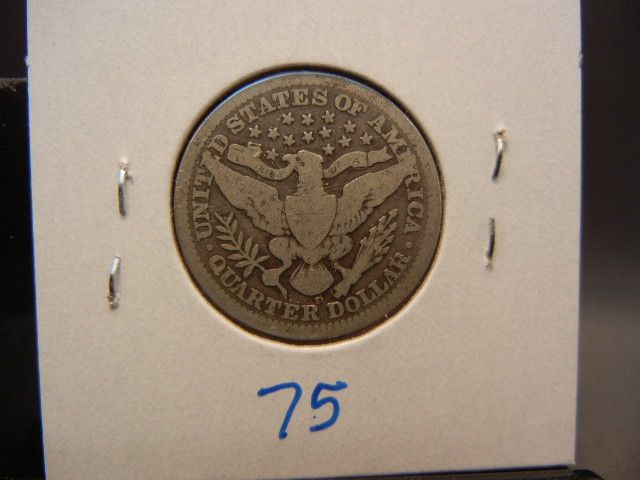 UNITED STATES OF AMERICA
QUARTER DOLLAR
D
75